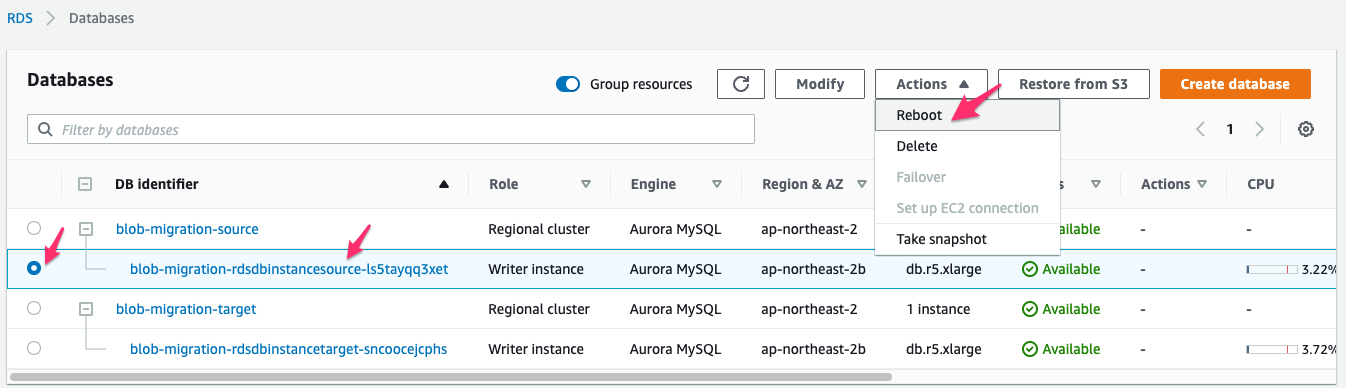 RDS > Databases
Databases
Group resources
Modify
Actions
Restore from S3
Create database
Filter by databases
1
Reboot
Delete
Failover
Set up EC2 connection
Take snapshot
DB identifier Role Engine Region & AZ s Actions CPU
blob-migration-source Regional cluster Aurora MySQL ap-northeast-2 Available - -
blob-migration-rdsdbinstancesource-ls5tayqq3xet Writer instance Aurora MySQL ap-northeast-2b db.r5.xlarge Available - 3.22%
blob-migration-target Regional cluster Aurora MySQL ap-northeast-2 1 instance Available - -
blob-migration-rdsdbinstancetarget-sncoocejcphs Writer instance Aurora MySQL ap-northeast-2b db.r5.xlarge Available - 3.72%